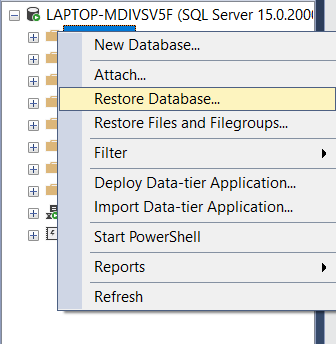 LAPTOP-MDIVSV5F (SQL Server 15.0.200
New Database...
Attach...
Restore Database...
Restore Files and Filegroups...
Filter
Deploy Data-tier Application...
Import Data-tier Application...
Start PowerShell
Reports
Refresh